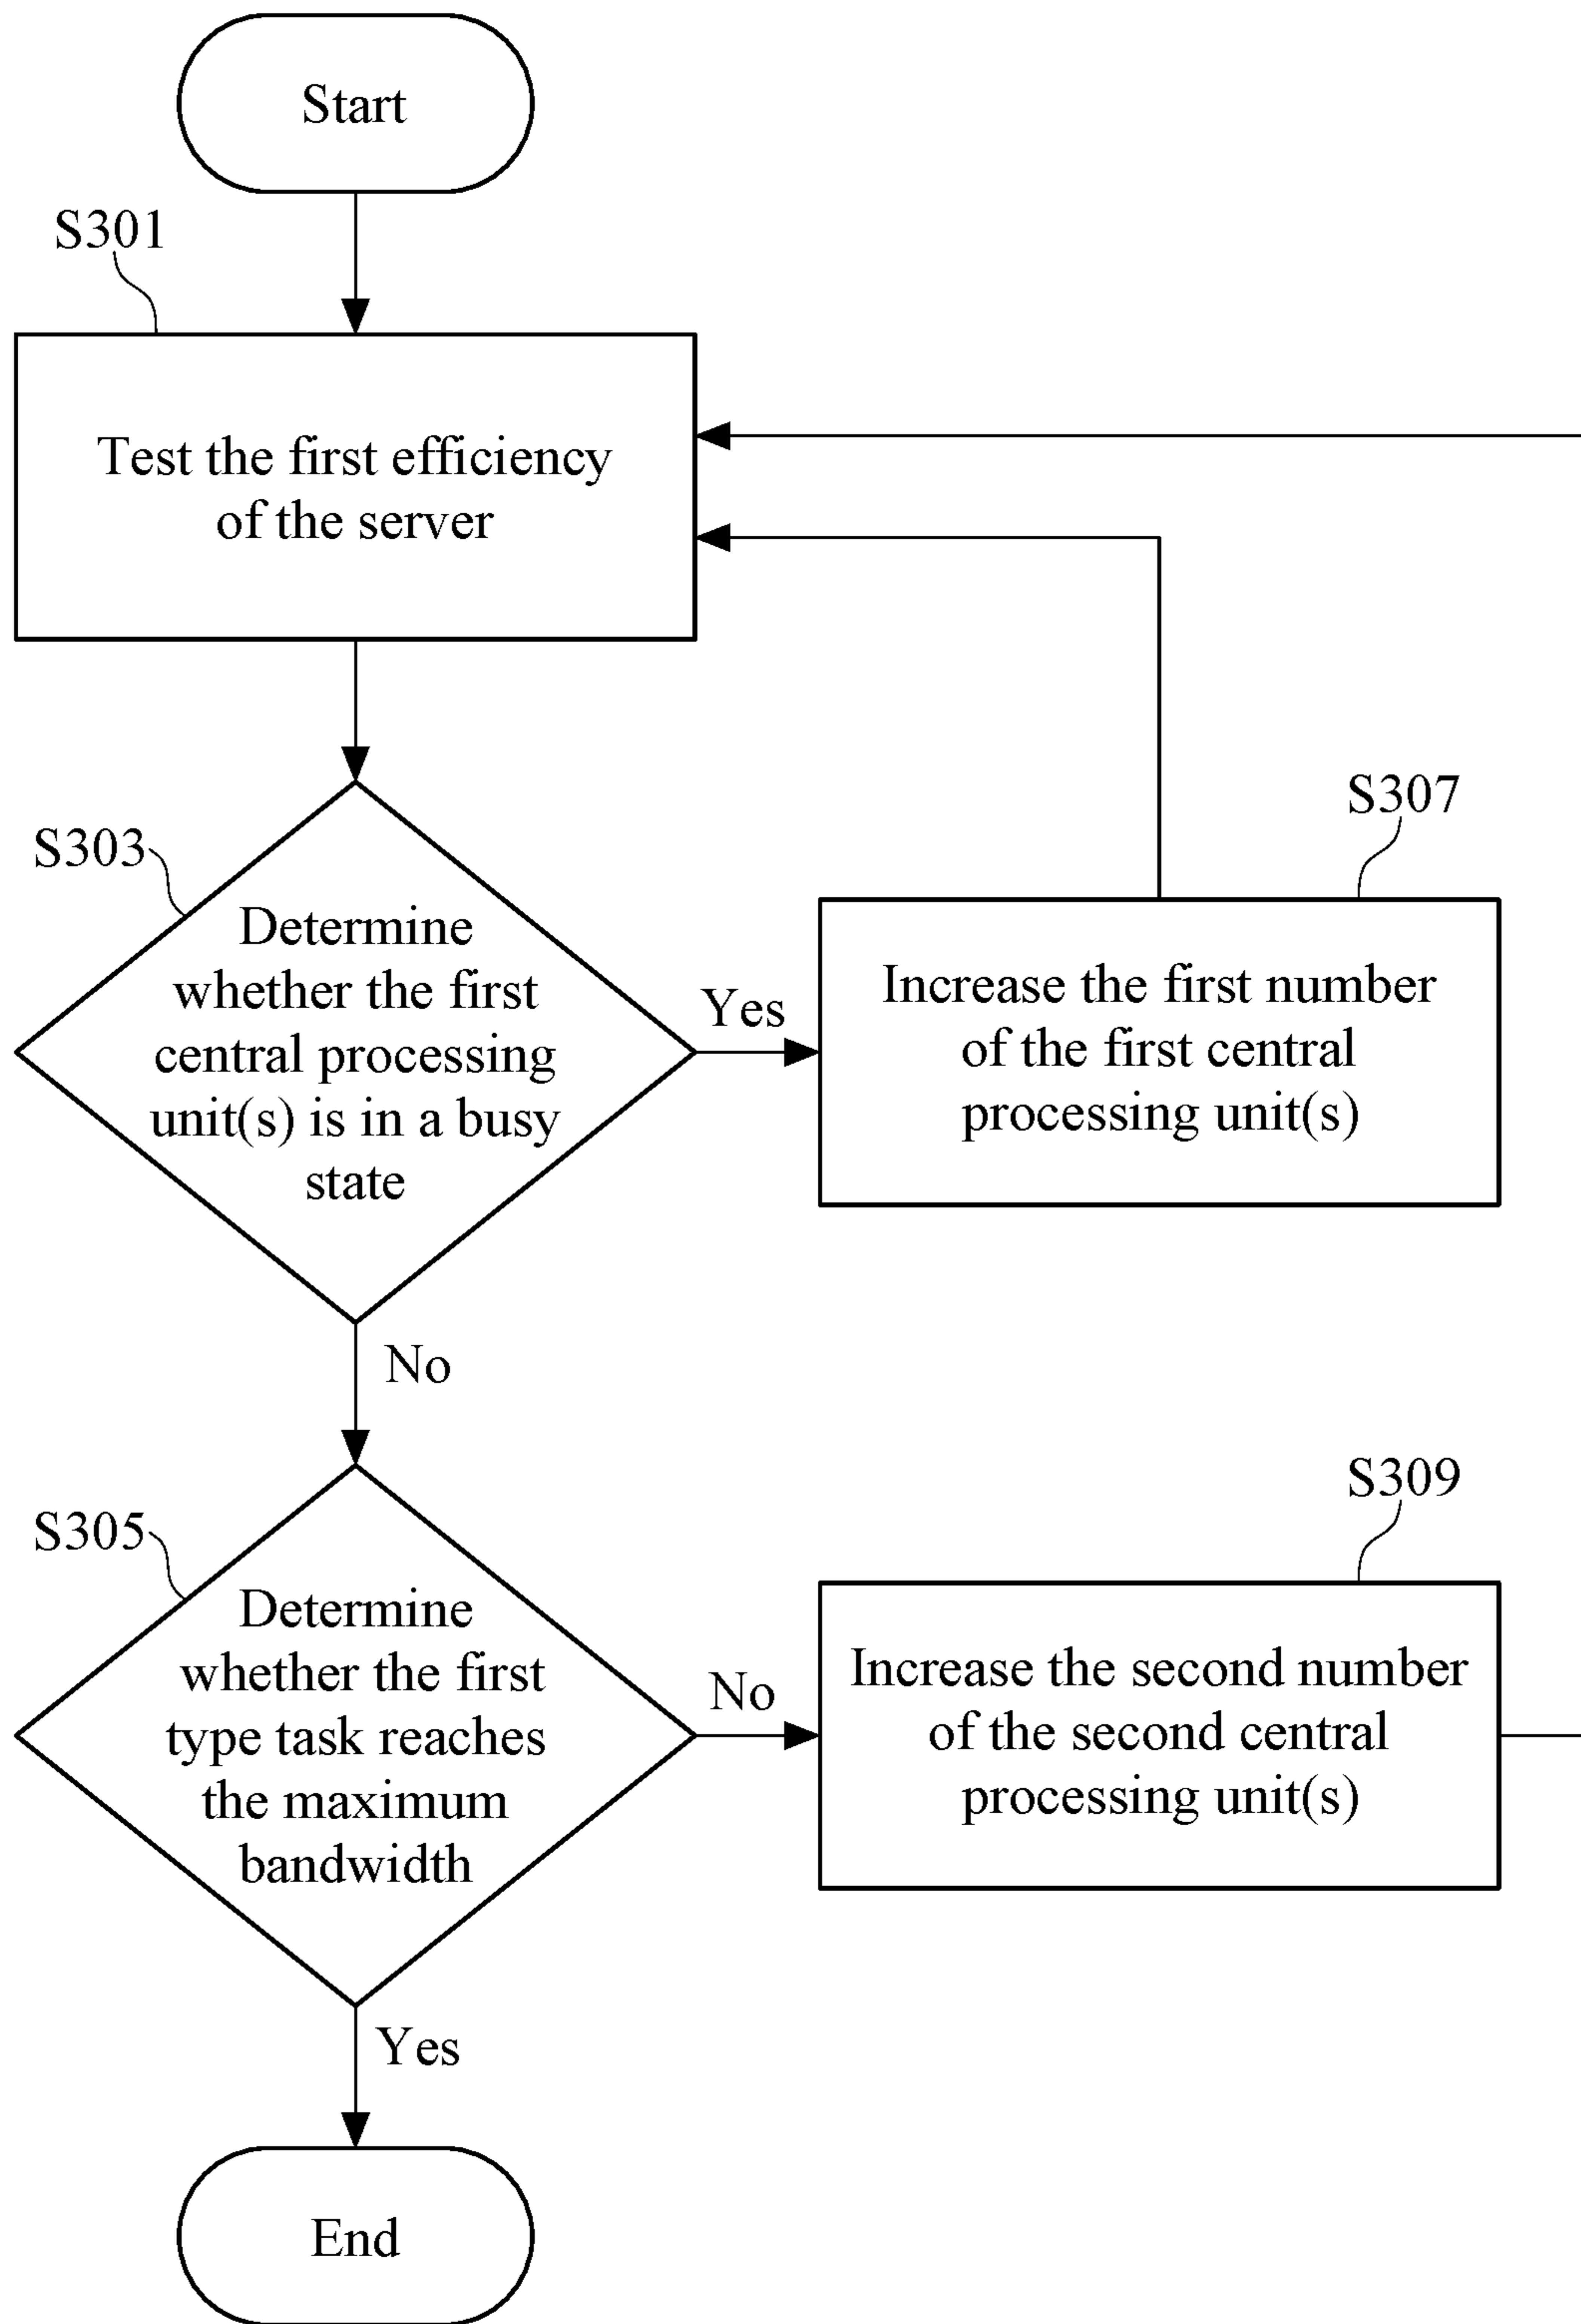 Start
S301
Test the first efficiency
of the server
S303
Determine
whether the first
central processing
unit(s) is in a busy
state
Yes
S307
Increase the first number
of the first central
processing unit(s)
No
S305
Determine
whether the first
type task reaches
the maximum
bandwidth
No
S309
Increase the second number
of the second central
processing unit(s)
Yes
End